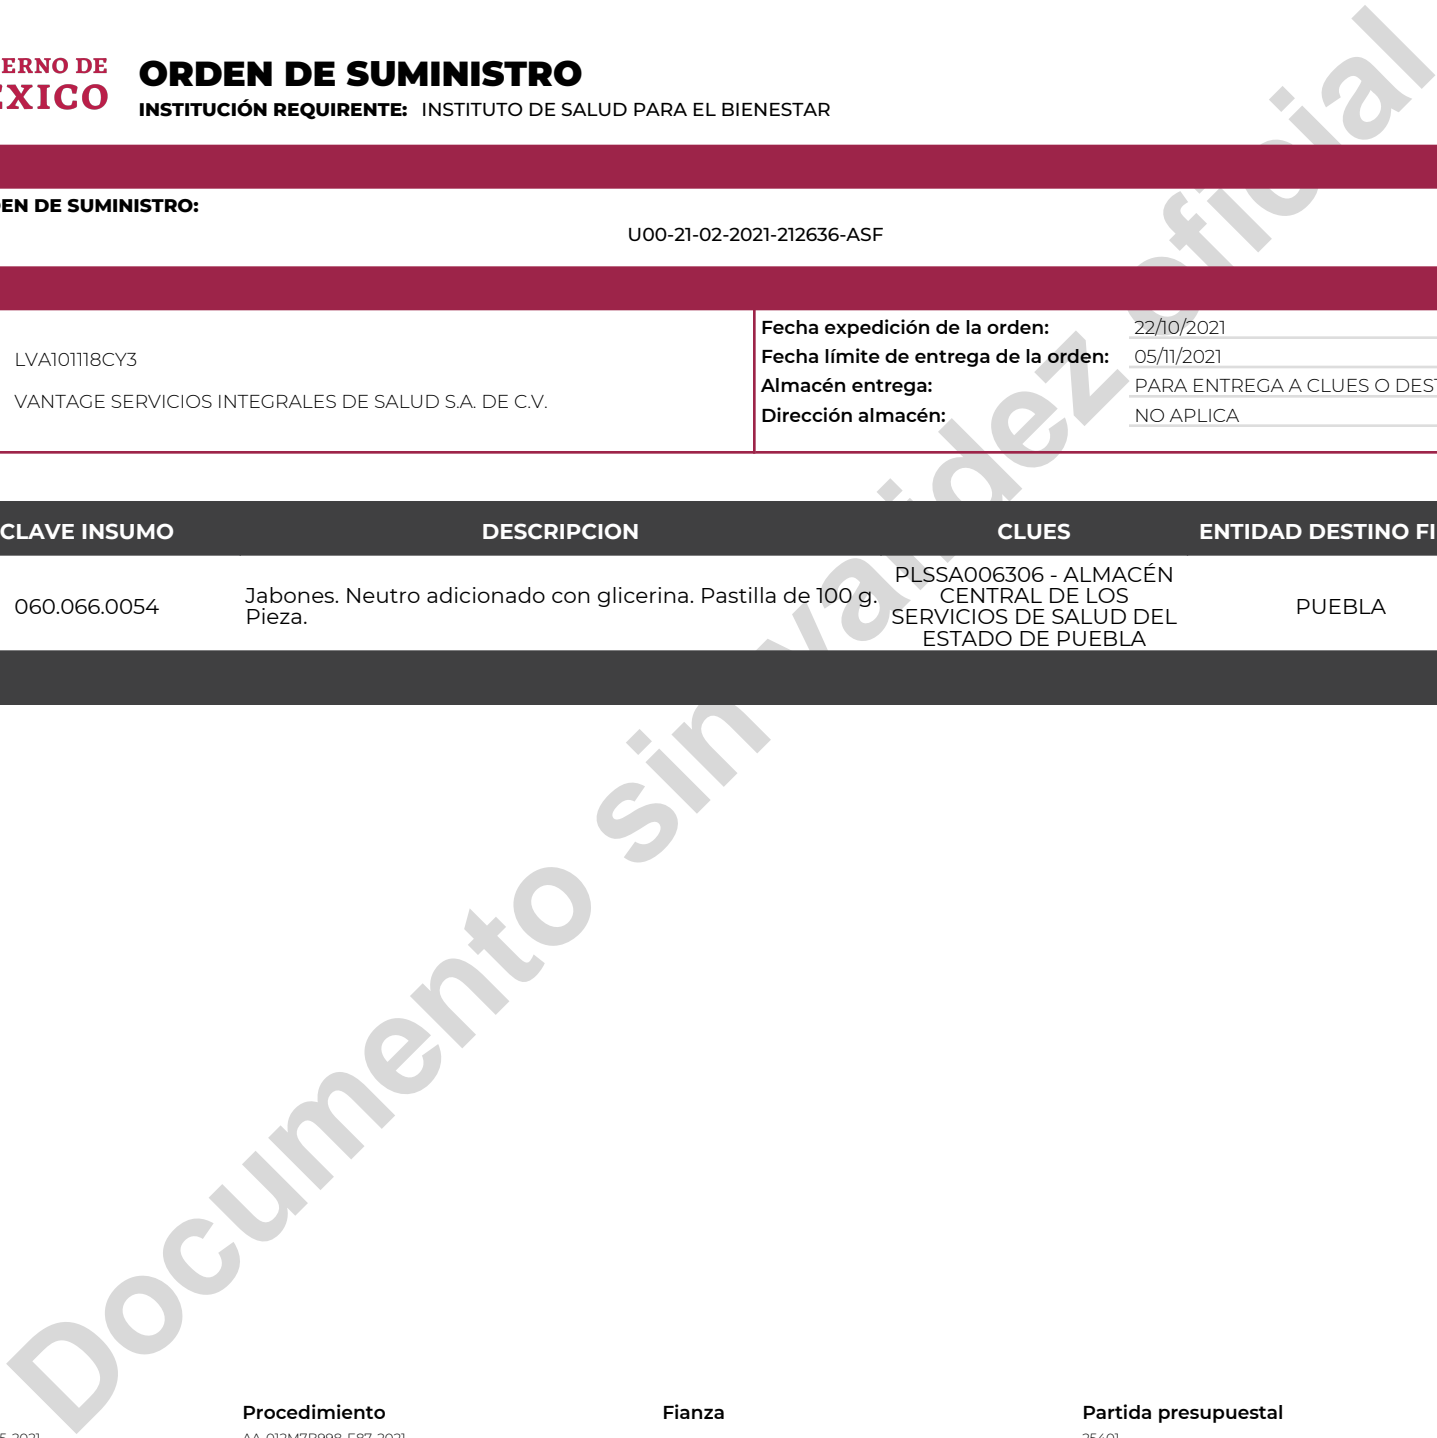 ERNO DE
ÉXICO
ORDEN DE SUMINISTRO
INSTITUCIÓN REQUIRENTE: INSTITUTO DE SALUD PARA EL BIENESTAR
EN DE SUMINISTRO:
U00-21-02-2021-212636-ASF
LVA101118CY3
VANTAGE SERVICIOS INTEGRALES DE SALUD S.A. DE C.V.
Fecha expedición de la orden: 22/10/2021
Fecha límite de entrega de la orden: 05/11/2021
Almacén entrega: PARA ENTREGA A CLUES O DEST
Dirección almacén: NO APLICA
CLAVE INSUMO DESCRIPCION CLUES ENTIDAD DESTINO FI
060.066.0054
Jabones. Neutro adicionado con glicerina. Pastilla de 100 g.
Pieza.
PLSSA006306 - ALMACÉN
CENTRAL DE LOS
SERVICIOS DE SALUD DEL
ESTADO DE PUEBLA
PUEBLA
Documento sin validez oficial
Procedimiento Fianza Partida presupuestal